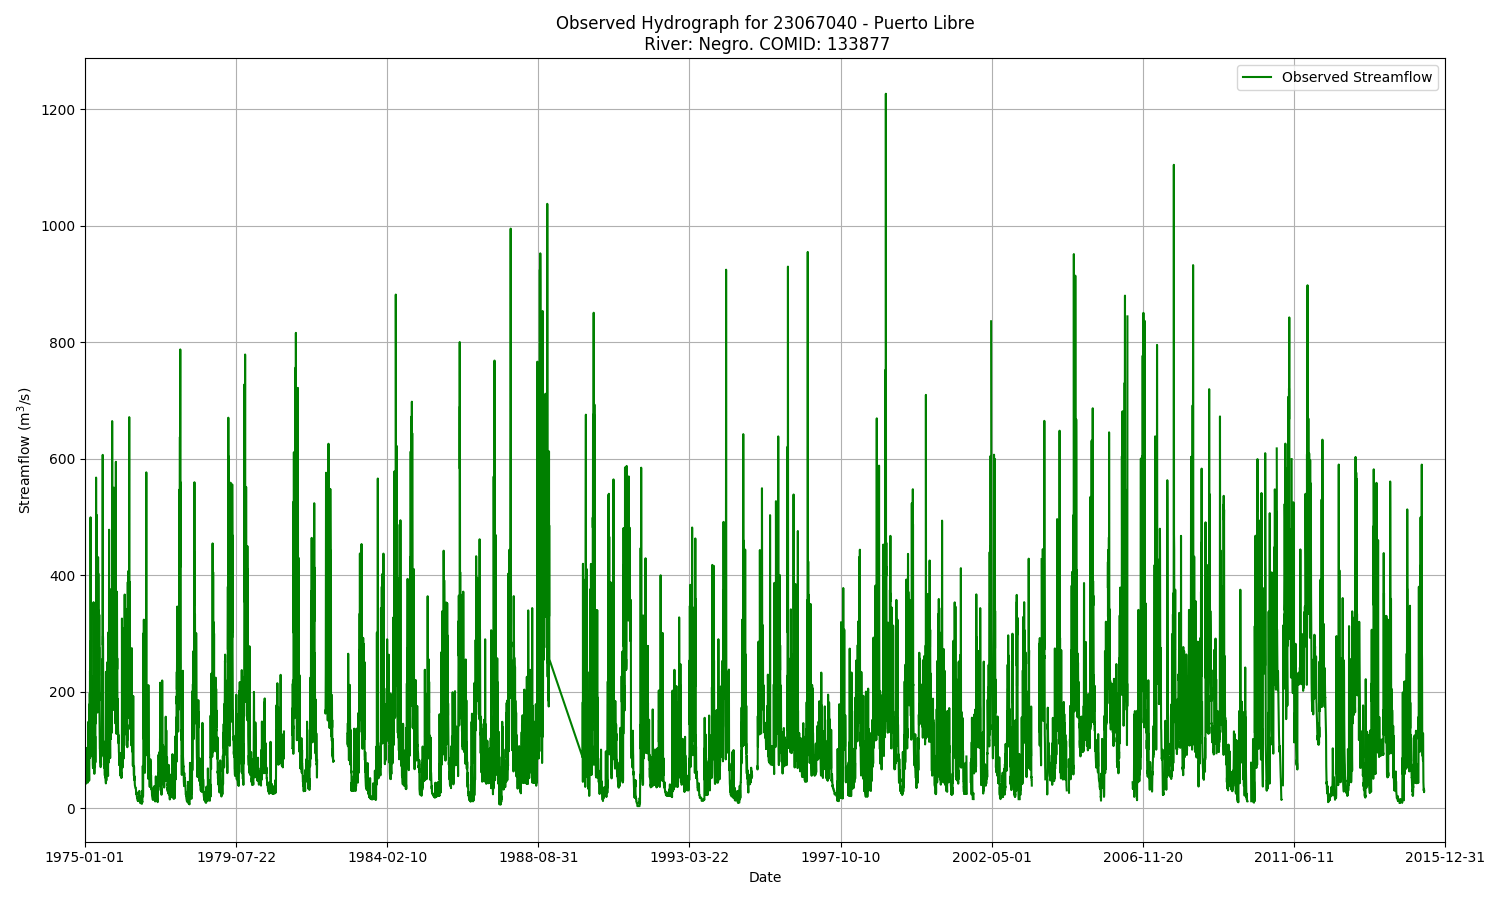 Observed Hydrograph for 23067040 - Puerto Libre
River: Negro. COMID: 133877
Observed Streamflow
1200
1000
800
600
400
200
0
Streamflow (m³/s)
1975-01-01 1979-07-22 1984-02-10 1988-08-31 1993-03-22 1997-10-10 2002-05-01 2006-11-20 2011-06-11 2015-12-31
Date